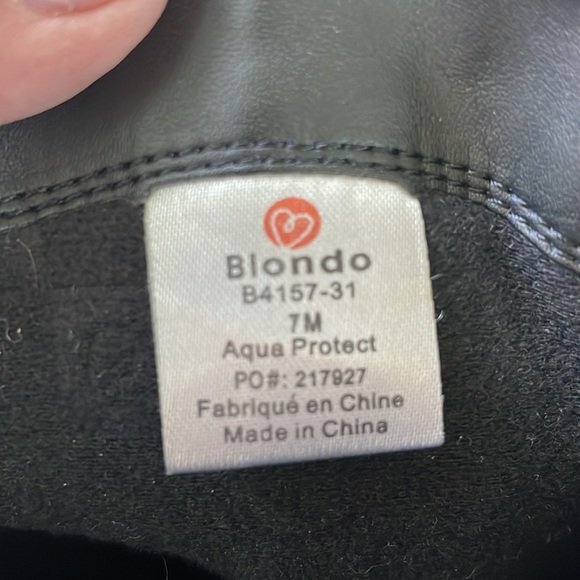 Blondo
B4157-31
7M
Aqua Protect
PO#: 217927
Fabriqué en Chine
Made in China